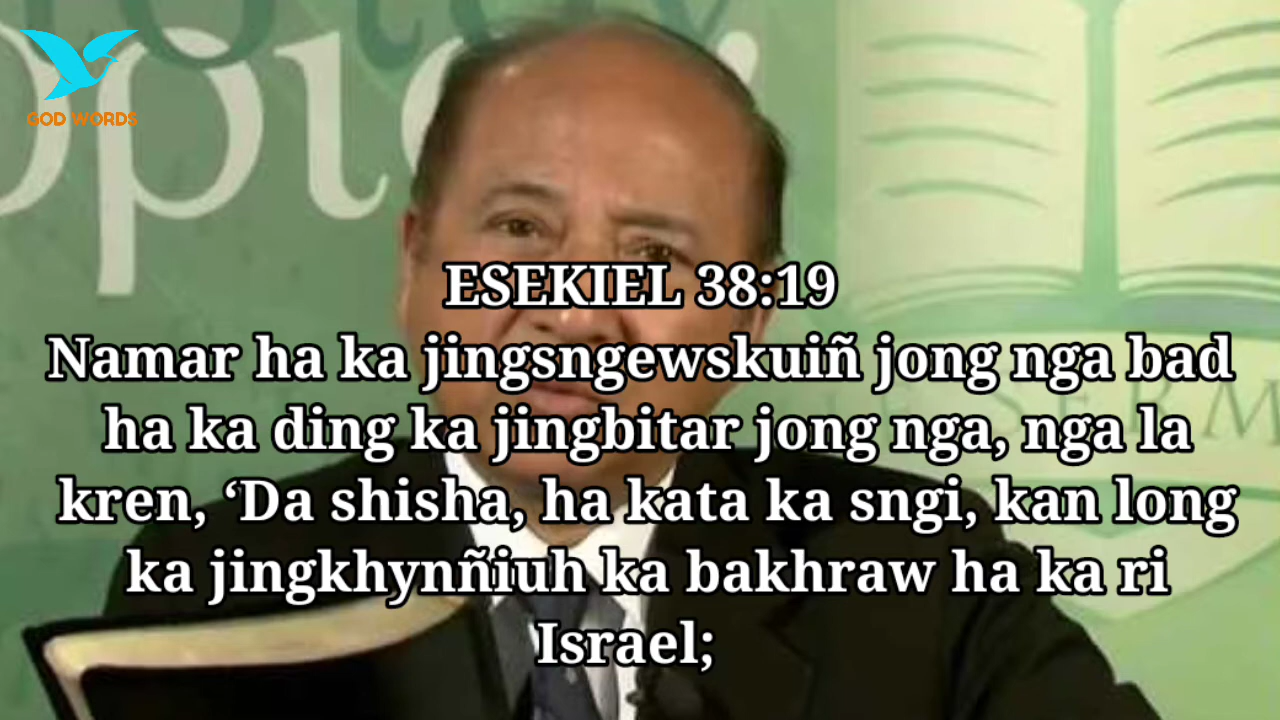 GOD WORDS
ESEKIEL 38:19
Namar ha ka jingsngewskuiñ jong nga bad
ha ka ding ka jingbitar jong nga, nga la
kren, ‘Da shisha, ha kata ka sngi, kan long
ka jingkhynñiuh ka bakhraw ha ka ri
Israel;